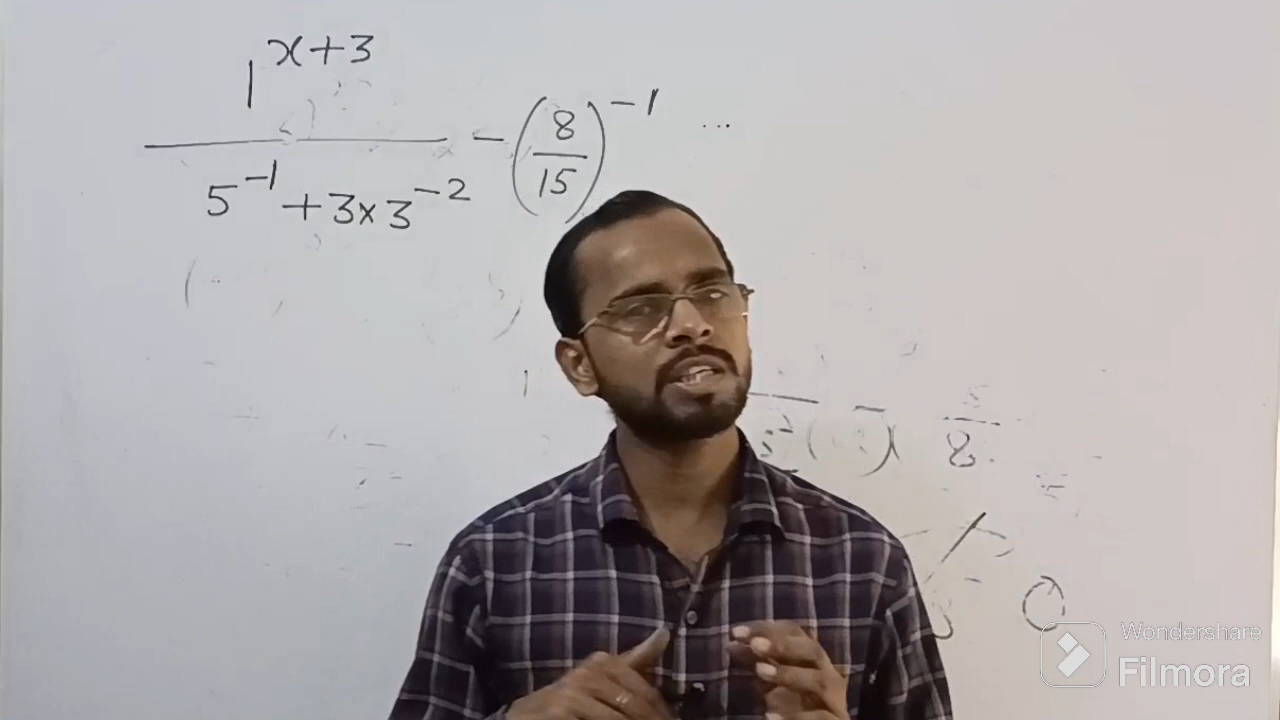 1^{x+3}
5^{-1} + 3 × 3^{-2} - (8/15)^{-1} ...
8
Wondershare
Filmora